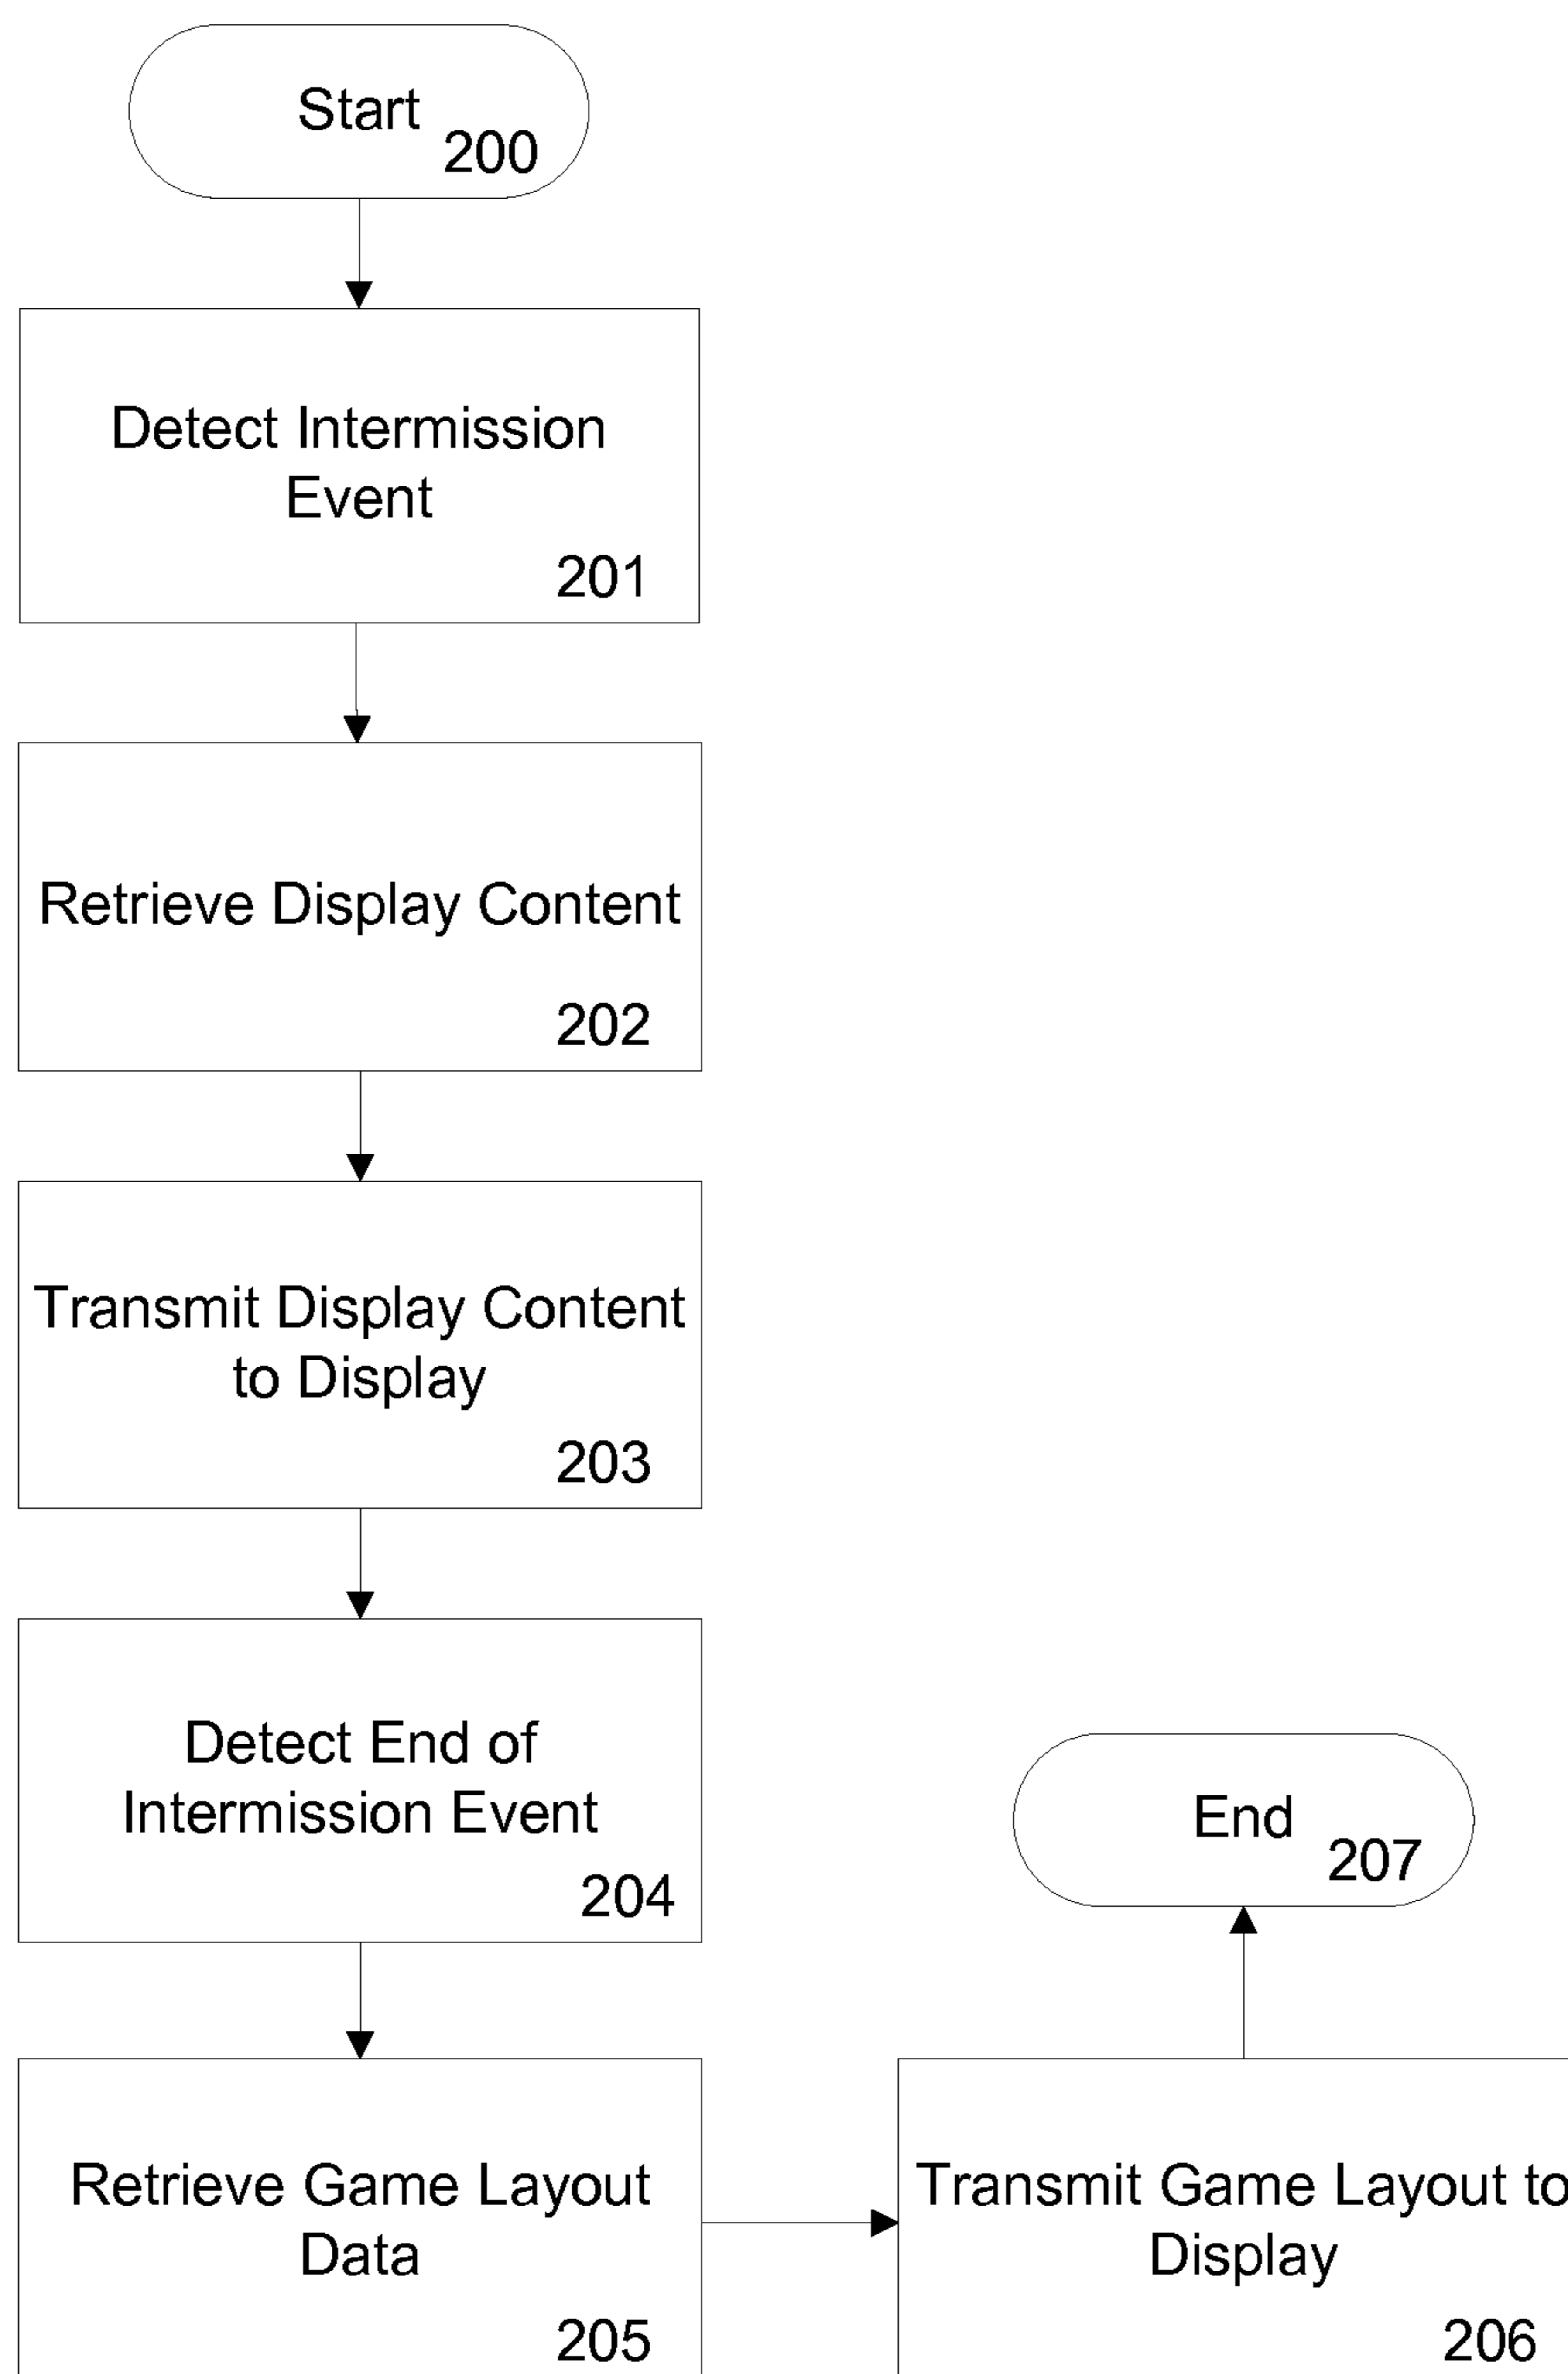 Start
200
Detect Intermission
Event
201
Retrieve Display Content
202
Transmit Display Content
to Display
203
Detect End of
Intermission Event
204
Retrieve Game Layout
Data
205
Transmit Game Layout to
Display
206
End
207